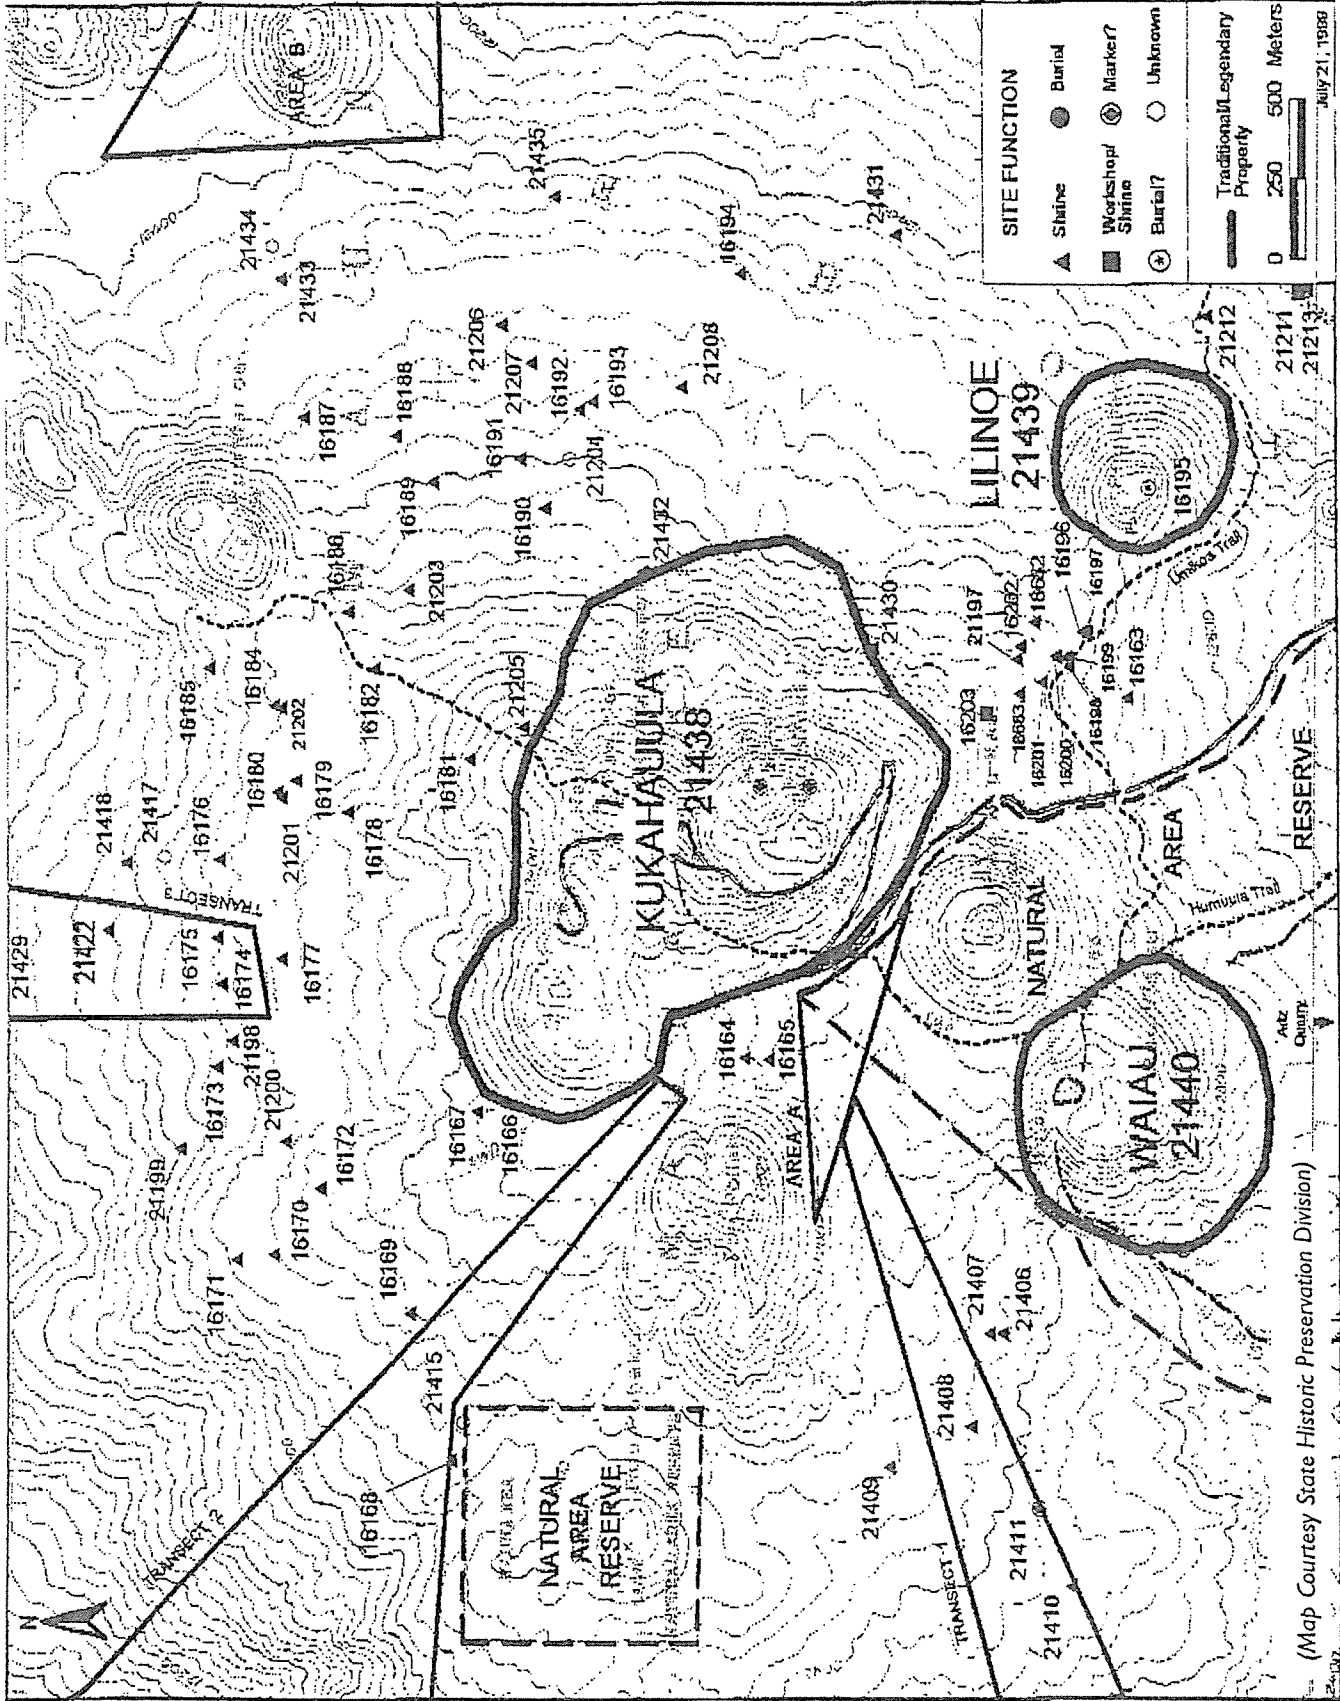 N
TRANSECT 2
16168
21415
16169
16171
16170
16172
21199
16173
21200
21198
16167
16166
21429
21422
16175
16174
16177
TRANSECT 3
21418
21417
16176
21201
16180
16179
16178
16185
16184
21202
16182
16181
21205
21203
16186
16189
16188
16187
16190
16191
21204
16192
16193
21207
21206
21208
21432
21433
21434
21435
16194
21431
AREA B
NATURAL
AREA
RESERVE
KUKAHAUULA
21438
21430
16164
16165
AREA A
21409
21408
21407
21406
21411
21410
TRANSECT 1
WAIAU
21440
NATURAL
AREA
RESERVE
Humuula Trail
Adz
Quarry
16203
21197
16262
16682
16683
16201
16200
16198
16199
16163
16196
16197
Umikoa Trail
LILINOE
21439
16195
21212
21211
21213
SITE FUNCTION
Shrine
Burial
Workshop/
Shrine
Marker?
Burial?
Unknown
Traditional/Legendary
Property
0 250 500 Meters
July 21, 1999
(Map Courtesy State Historic Preservation Division)